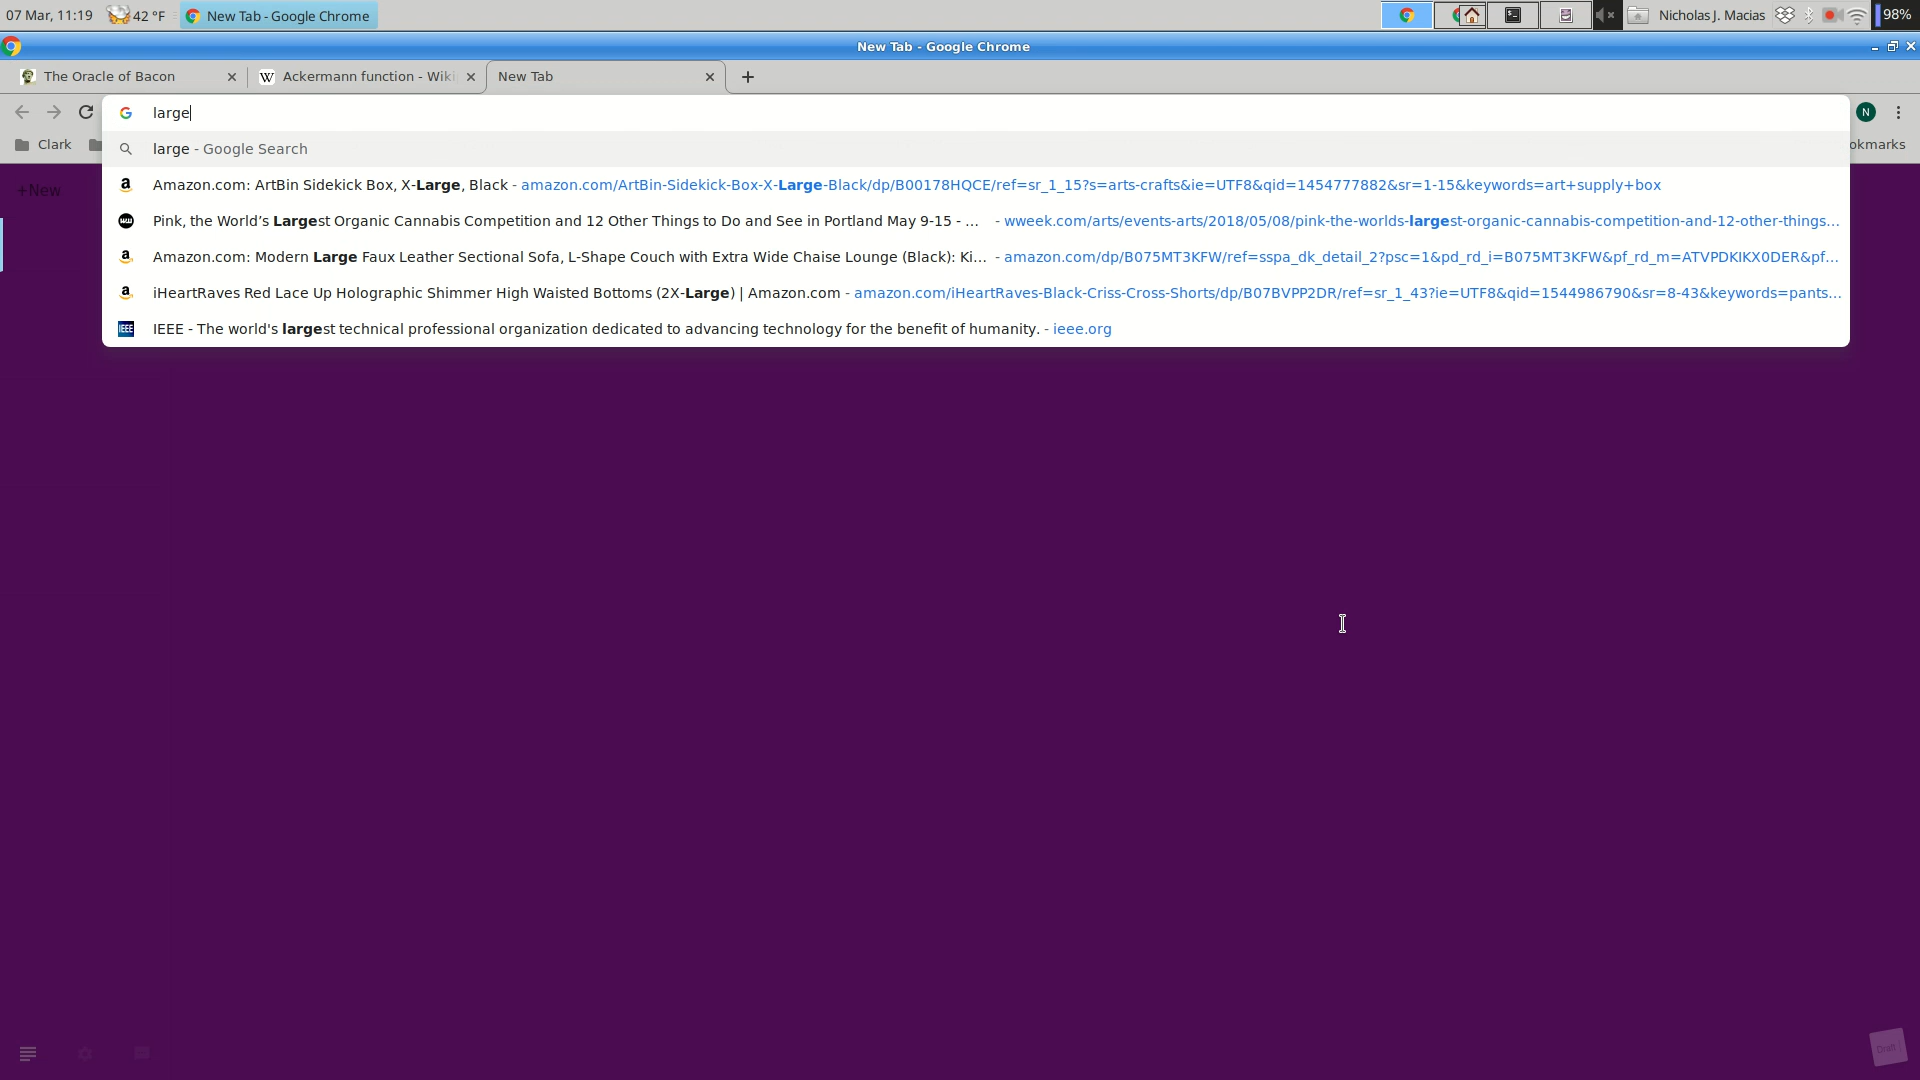 07 Mar, 11:19 42 °F New Tab - Google Chrome Nicholas J. Macias 98%
New Tab - Google Chrome
The Oracle of Bacon Ackermann function - Wiki New Tab
large N
Clark okmarks
large - Google Search
+New
Amazon.com: ArtBin Sidekick Box, X-Large, Black - amazon.com/ArtBin-Sidekick-Box-X-Large-Black/dp/B00178HQCE/ref=sr_1_15?s=arts-crafts&ie=UTF8&qid=1454777882&sr=1-15&keywords=art+supply+box
Pink, the World’s Largest Organic Cannabis Competition and 12 Other Things to Do and See in Portland May 9-15 - ... - wweek.com/arts/events-arts/2018/05/08/pink-the-worlds-largest-organic-cannabis-competition-and-12-other-things...
Amazon.com: Modern Large Faux Leather Sectional Sofa, L-Shape Couch with Extra Wide Chaise Lounge (Black): Ki... - amazon.com/dp/B075MT3KFW/ref=sspa_dk_detail_2?psc=1&pd_rd_i=B075MT3KFW&pf_rd_m=ATVPDKIKX0DER&pf...
iHeartRaves Red Lace Up Holographic Shimmer High Waisted Bottoms (2X-Large) | Amazon.com - amazon.com/iHeartRaves-Black-Criss-Cross-Shorts/dp/B07BVPP2DR/ref=sr_1_43?ie=UTF8&qid=1544986790&sr=8-43&keywords=pants...
IEEE - The world's largest technical professional organization dedicated to advancing technology for the benefit of humanity. - ieee.org
Draft